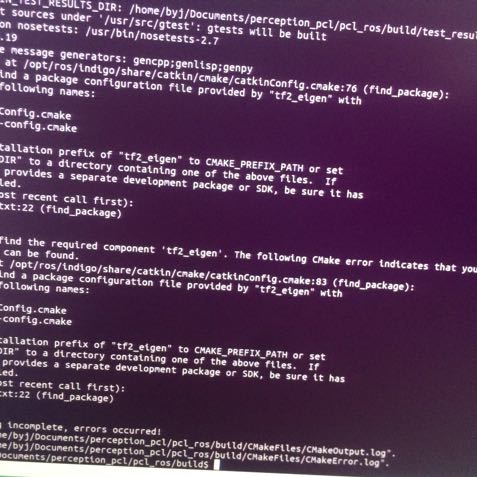 IN_TEST_RESULTS_DIR: /home/byj/Documents/perception_pcl/pcl_ros/build/test_resul
t sources under '/usr/src/gtest': gtests will be built
on nosetests: /usr/bin/nosetests-2.7
.19
e message generators: gencpp;genlisp;genpy
at /opt/ros/indigo/share/catkin/cmake/catkinConfig.cmake:76 (find_package):
ind a package configuration file provided by "tf2_eigen" with
following names:
Config.cmake
-config.cmake
tallation prefix of "tf2_eigen" to CMAKE_PREFIX_PATH or set
DIR" to a directory containing one of the above files. If
provides a separate development package or SDK, be sure it has
led.
ost recent call first):
txt:22 (find_package)
find the required component 'tf2_eigen'. The following CMake error indicates that you
can be found.
t /opt/ros/indigo/share/catkin/cmake/catkinConfig.cmake:83 (find_package):
ind a package configuration file provided by "tf2_eigen" with
following names:
Config.cmake
-config.cmake
tallation prefix of "tf2_eigen" to CMAKE_PREFIX_PATH or set
DIR" to a directory containing one of the above files. If
provides a separate development package or SDK, be sure it has
led.
ost recent call first):
txt:22 (find_package)
g incomplete, errors occurred!
me/byj/Documents/perception_pcl/pcl_ros/build/CMakeFiles/CMakeOutput.log".
me/byj/Documents/perception_pcl/pcl_ros/build/CMakeFiles/CMakeError.log".
Documents/perception_pcl/pcl_ros/build$